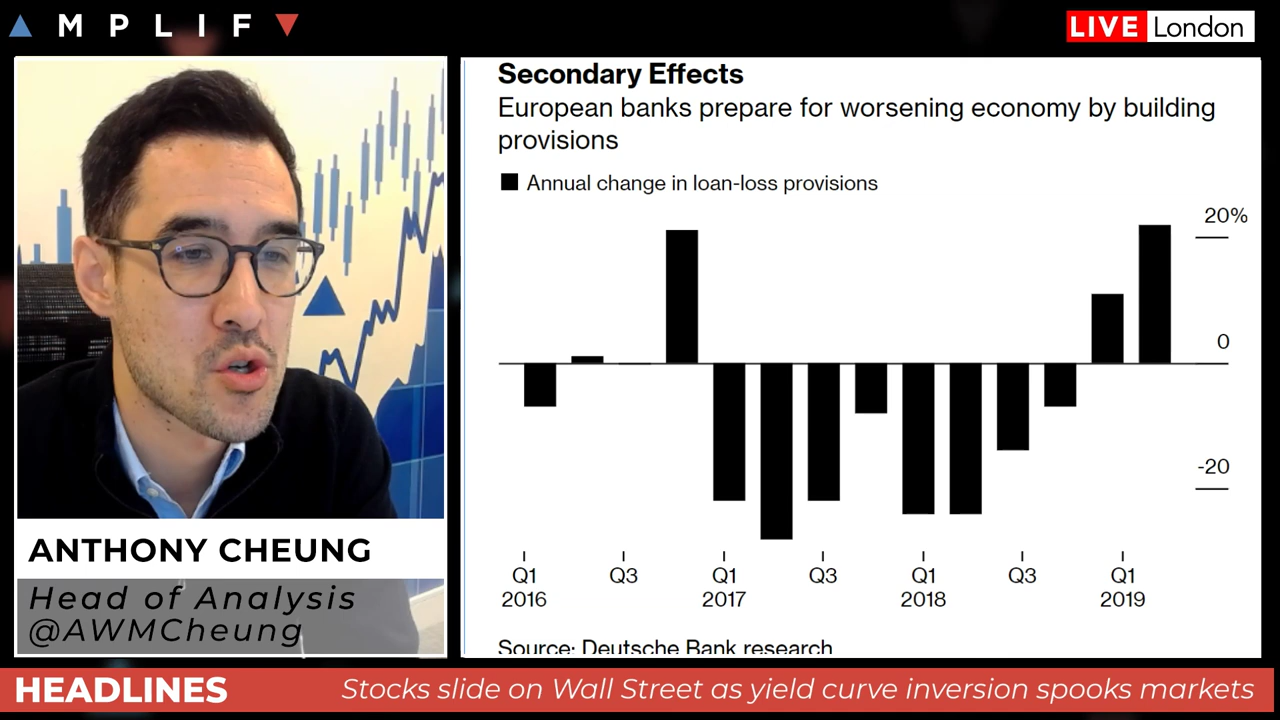 MPLIF
LIVE London
Secondary Effects
European banks prepare for worsening economy by building
provisions
Annual change in loan-loss provisions
20%
0
-20
Q1 Q3 Q1 Q3 Q1 Q3 Q1
2016 2017 2018 2019
Source: Deutsche Bank research
ANTHONY CHEUNG
Head of Analysis
@AWMCheung
HEADLINES Stocks slide on Wall Street as yield curve inversion spooks markets